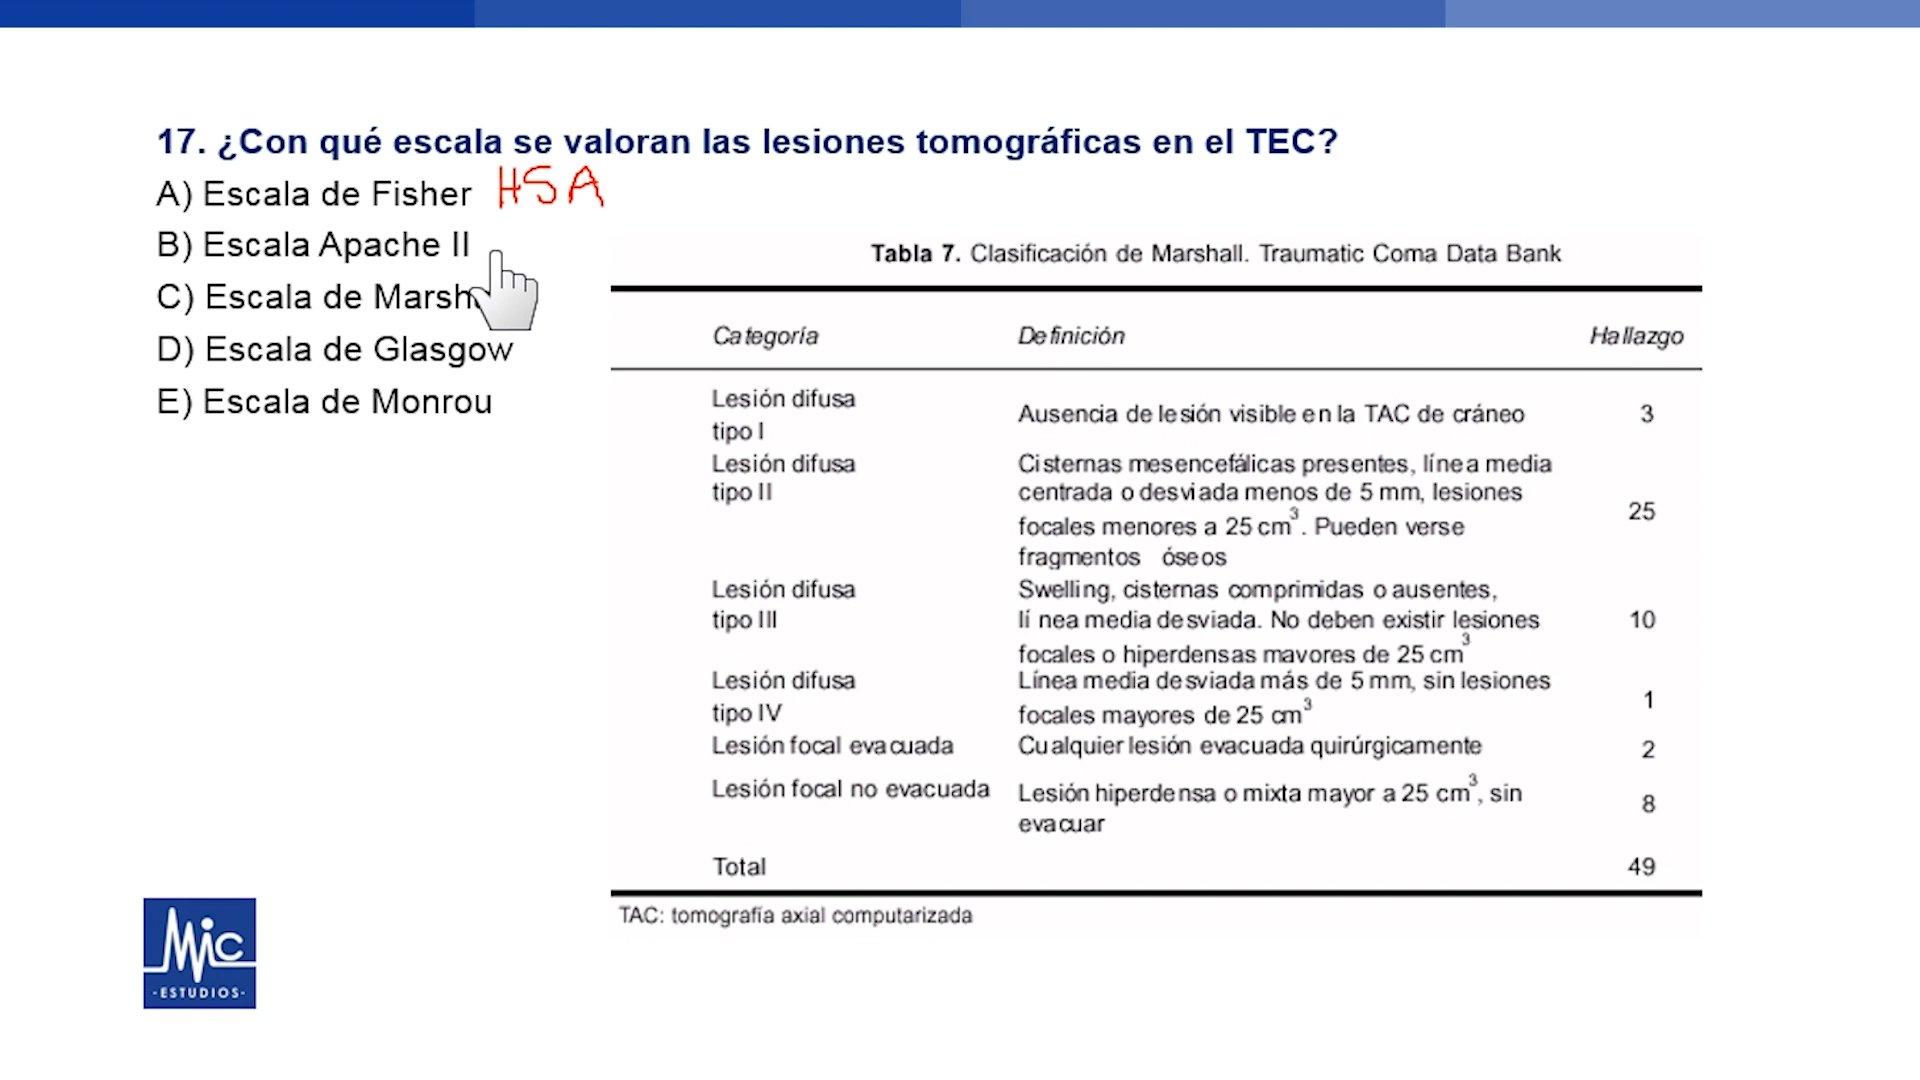 17. ¿Con qué escala se valoran las lesiones tomográficas en el TEC?
A) Escala de Fisher HSA
B) Escala Apache II
C) Escala de Marsh
D) Escala de Glasgow
E) Escala de Monrou
Tabla 7. Clasificación de Marshall. Traumatic Coma Data Bank
Categoría Definición Hallazgo
Lesión difusa
tipo I
Ausencia de lesión visible en la TAC de cráneo 3
Lesión difusa
tipo II
Cisternas mesencefálicas presentes, línea media
centrada o desviada menos de 5 mm, lesiones
focales menores a 25 cm³. Pueden verse
fragmentos óseos
25
Lesión difusa
tipo III
Swelling, cisternas comprimidas o ausentes,
lí nea media desviada. No deben existir lesiones
focales o hiperdensas mavores de 25 cm³
10
Lesión difusa
tipo IV
Línea media desviada más de 5 mm, sin lesiones
focales mayores de 25 cm³
1
Lesión focal evacuada Cualquier lesión evacuada quirúrgicamente 2
Lesión focal no evacuada Lesión hiperdensa o mixta mayor a 25 cm³, sin
evacuar
8
Total 49
TAC: tomografía axial computarizada
Mic
·ESTUDIOS·